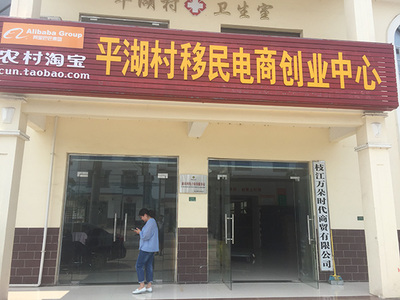 平湖村 卫生室
Alibaba Group
农村淘宝
cun.taobao.com
平湖村移民电商创业中心
枝江万朵时代商贸有限公司